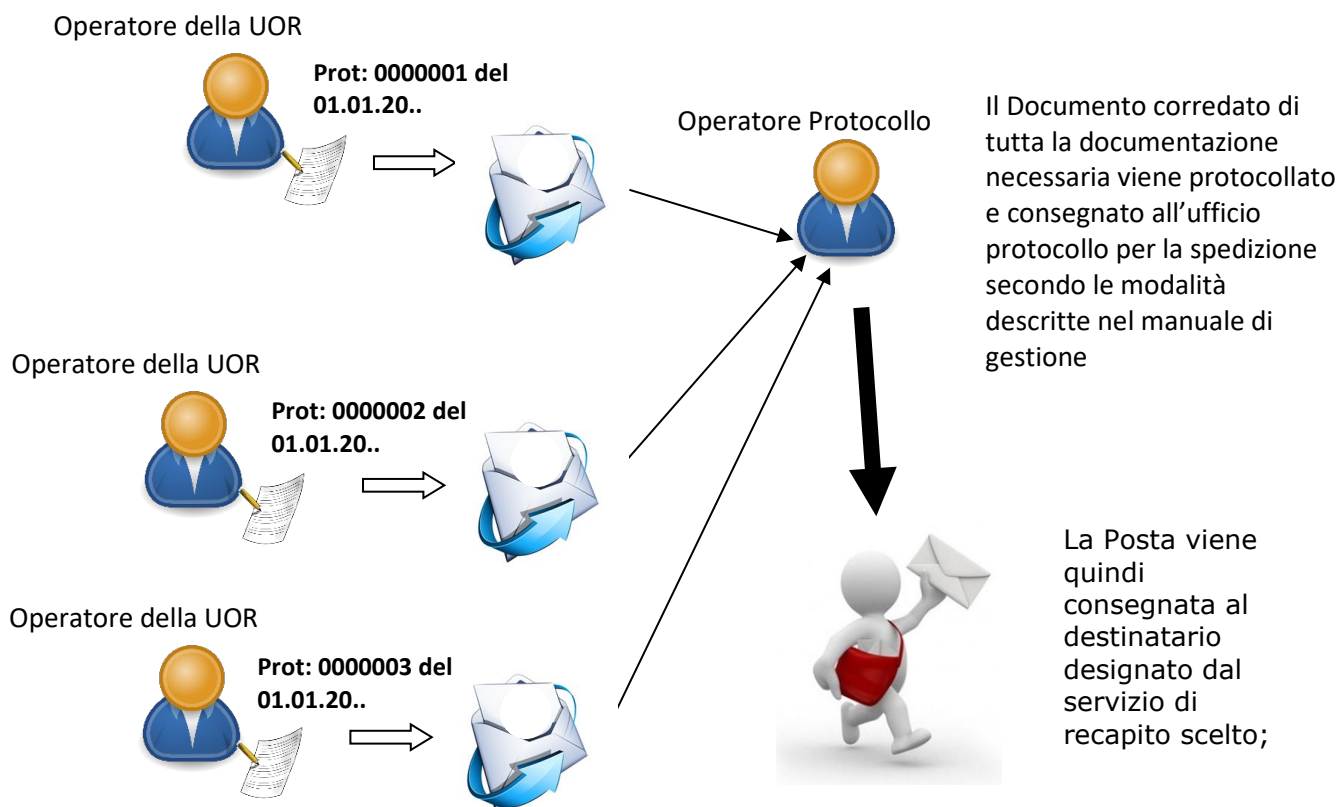 Operatore della UOR
Prot: 0000001 del
01.01.20..
Operatore Protocollo
Il Documento corredato di
tutta la documentazione
necessaria viene protocollato
e consegnato all’ufficio
protocollo per la spedizione
secondo le modalità
descritte nel manuale di
gestione
Operatore della UOR
Prot: 0000002 del
01.01.20..
La Posta viene
quindi
consegnata al
destinatario
designato dal
servizio di
recapito scelto;
Operatore della UOR
Prot: 0000003 del
01.01.20..